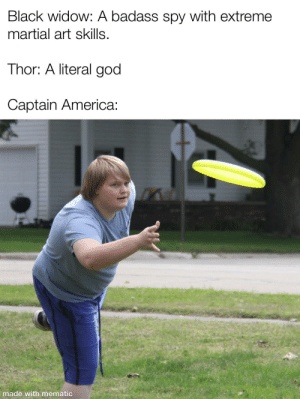 Black widow: A badass spy with extreme
martial art skills.
Thor: A literal god
Captain America:
made with mematic